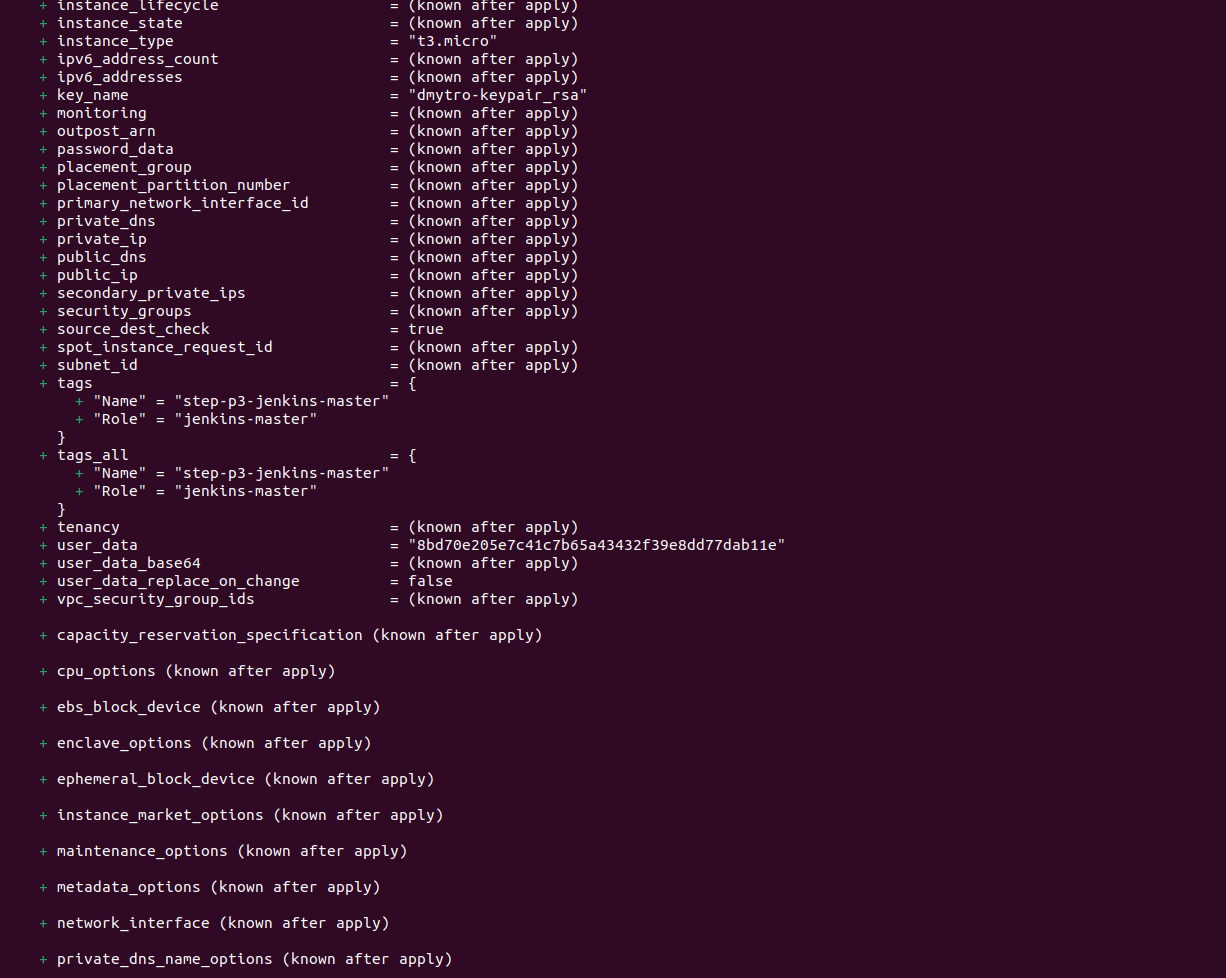 + instance_lifecycle                   = (known after apply)
+ instance_state                       = (known after apply)
+ instance_type                        = "t3.micro"
+ ipv6_address_count                   = (known after apply)
+ ipv6_addresses                       = (known after apply)
+ key_name                             = "dmytro-keypair_rsa"
+ monitoring                           = (known after apply)
+ outpost_arn                          = (known after apply)
+ password_data                        = (known after apply)
+ placement_group                      = (known after apply)
+ placement_partition_number           = (known after apply)
+ primary_network_interface_id         = (known after apply)
+ private_dns                          = (known after apply)
+ private_ip                           = (known after apply)
+ public_dns                           = (known after apply)
+ public_ip                            = (known after apply)
+ secondary_private_ips                = (known after apply)
+ security_groups                      = (known after apply)
+ source_dest_check                    = true
+ spot_instance_request_id             = (known after apply)
+ subnet_id                            = (known after apply)
+ tags                                 = {
    + "Name" = "step-p3-jenkins-master"
    + "Role" = "jenkins-master"
  }
+ tags_all                             = {
    + "Name" = "step-p3-jenkins-master"
    + "Role" = "jenkins-master"
  }
+ tenancy                              = (known after apply)
+ user_data                            = "8bd70e205e7c41c7b65a43432f39e8dd77dab11e"
+ user_data_base64                     = (known after apply)
+ user_data_replace_on_change          = false
+ vpc_security_group_ids               = (known after apply)
+ capacity_reservation_specification (known after apply)
+ cpu_options (known after apply)
+ ebs_block_device (known after apply)
+ enclave_options (known after apply)
+ ephemeral_block_device (known after apply)
+ instance_market_options (known after apply)
+ maintenance_options (known after apply)
+ metadata_options (known after apply)
+ network_interface (known after apply)
+ private_dns_name_options (known after apply)